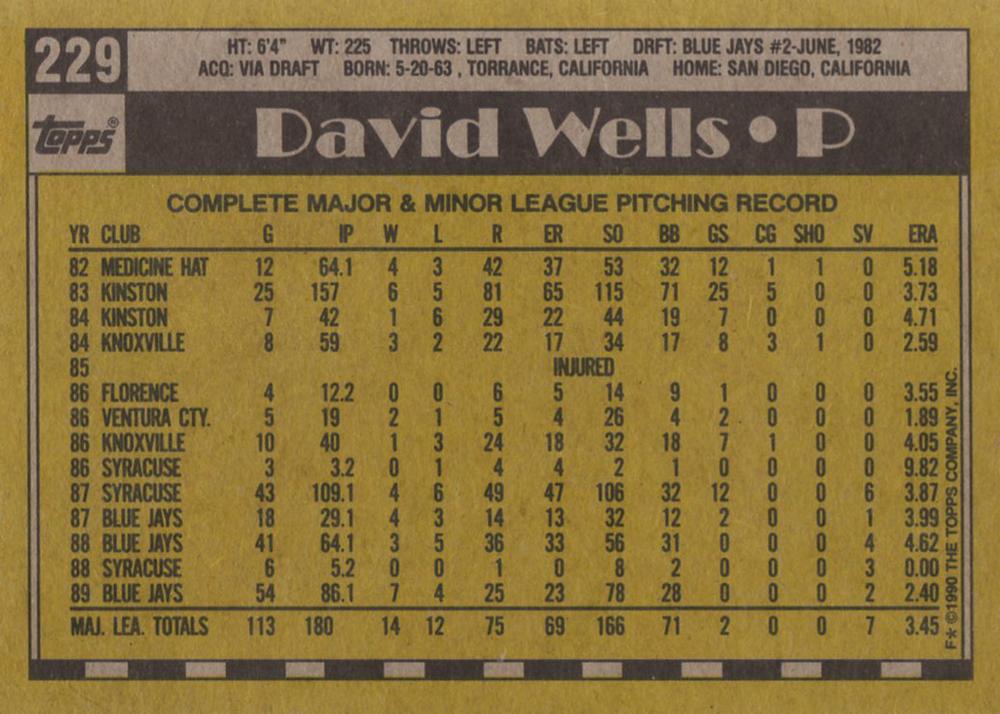 229
HT: 6'4" WT: 225 THROWS: LEFT BATS: LEFT DRFT: BLUE JAYS #2-JUNE, 1982
ACQ: VIA DRAFT BORN: 5-20-63 , TORRANCE, CALIFORNIA HOME: SAN DIEGO, CALIFORNIA
Topps®
David Wells • P
COMPLETE MAJOR & MINOR LEAGUE PITCHING RECORD
YR CLUB G IP W L R ER SO BB GS CG SHO SV ERA
82 MEDICINE HAT 12 64.1 4 3 42 37 53 32 12 1 1 0 5.18
83 KINSTON 25 157 6 5 81 65 115 71 25 5 0 0 3.73
84 KINSTON 7 42 1 6 29 22 44 19 7 0 0 0 4.71
84 KNOXVILLE 8 59 3 2 22 17 34 17 8 3 1 0 2.59
85 INJURED
86 FLORENCE 4 12.2 0 0 6 5 14 9 1 0 0 0 3.55
86 VENTURA CTY. 5 19 2 1 5 4 26 4 2 0 0 0 1.89
86 KNOXVILLE 10 40 1 3 24 18 32 18 7 1 0 0 4.05
86 SYRACUSE 3 3.2 0 1 4 4 2 1 0 0 0 0 9.82
87 SYRACUSE 43 109.1 4 6 49 47 106 32 12 0 0 6 3.87
87 BLUE JAYS 18 29.1 4 3 14 13 32 12 2 0 0 1 3.99
88 BLUE JAYS 41 64.1 3 5 36 33 56 31 0 0 0 4 4.62
88 SYRACUSE 6 5.2 0 0 1 0 8 2 0 0 0 3 0.00
89 BLUE JAYS 54 86.1 7 4 25 23 78 28 0 0 0 2 2.40
MAJ. LEA. TOTALS 113 180 14 12 75 69 166 71 2 0 0 7 3.45
F* ©1990 THE TOPPS COMPANY, INC.